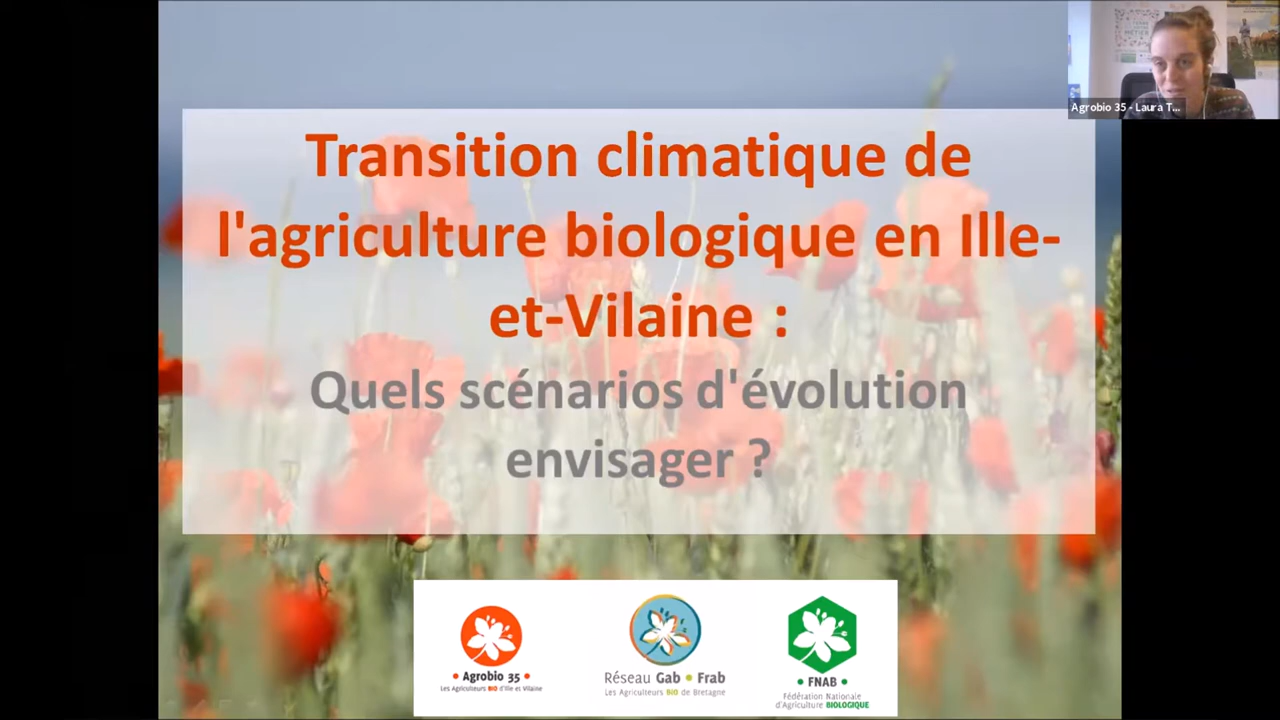 Agrobio 35 - Laura T...
Transition climatique de
l'agriculture biologique en Ille-
et-Vilaine :
Quels scénarios d'évolution
envisager ?
• Agrobio 35 •
Les Agriculteurs BIO d'Ille et Vilaine
Réseau Gab • Frab
Les Agriculteurs BIO de Bretagne
• FNAB •
Fédération Nationale
d'Agriculture BIOLOGIQUE